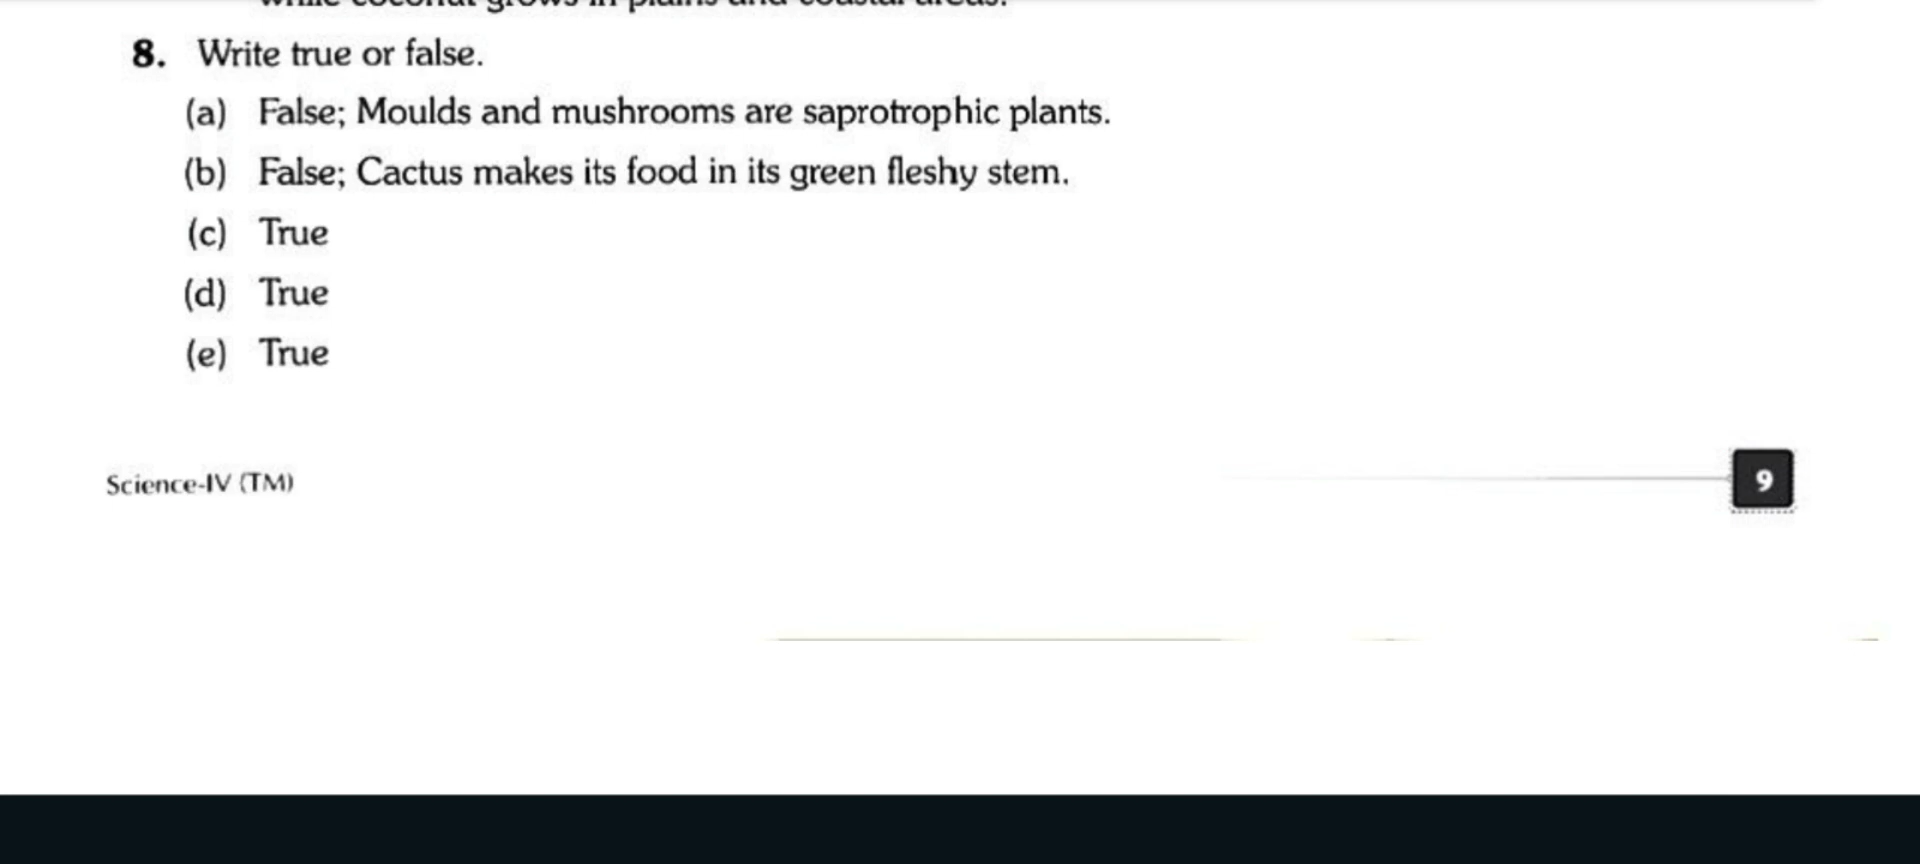 8. Write true or false.
(a) False; Moulds and mushrooms are saprotrophic plants.
(b) False; Cactus makes its food in its green fleshy stem.
(c) True
(d) True
(e) True
Science-IV (TM)
9